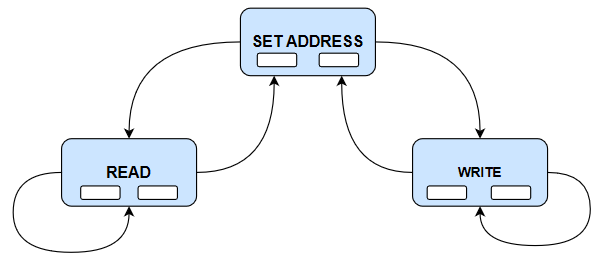 SET ADDRESS
READ
WRITE